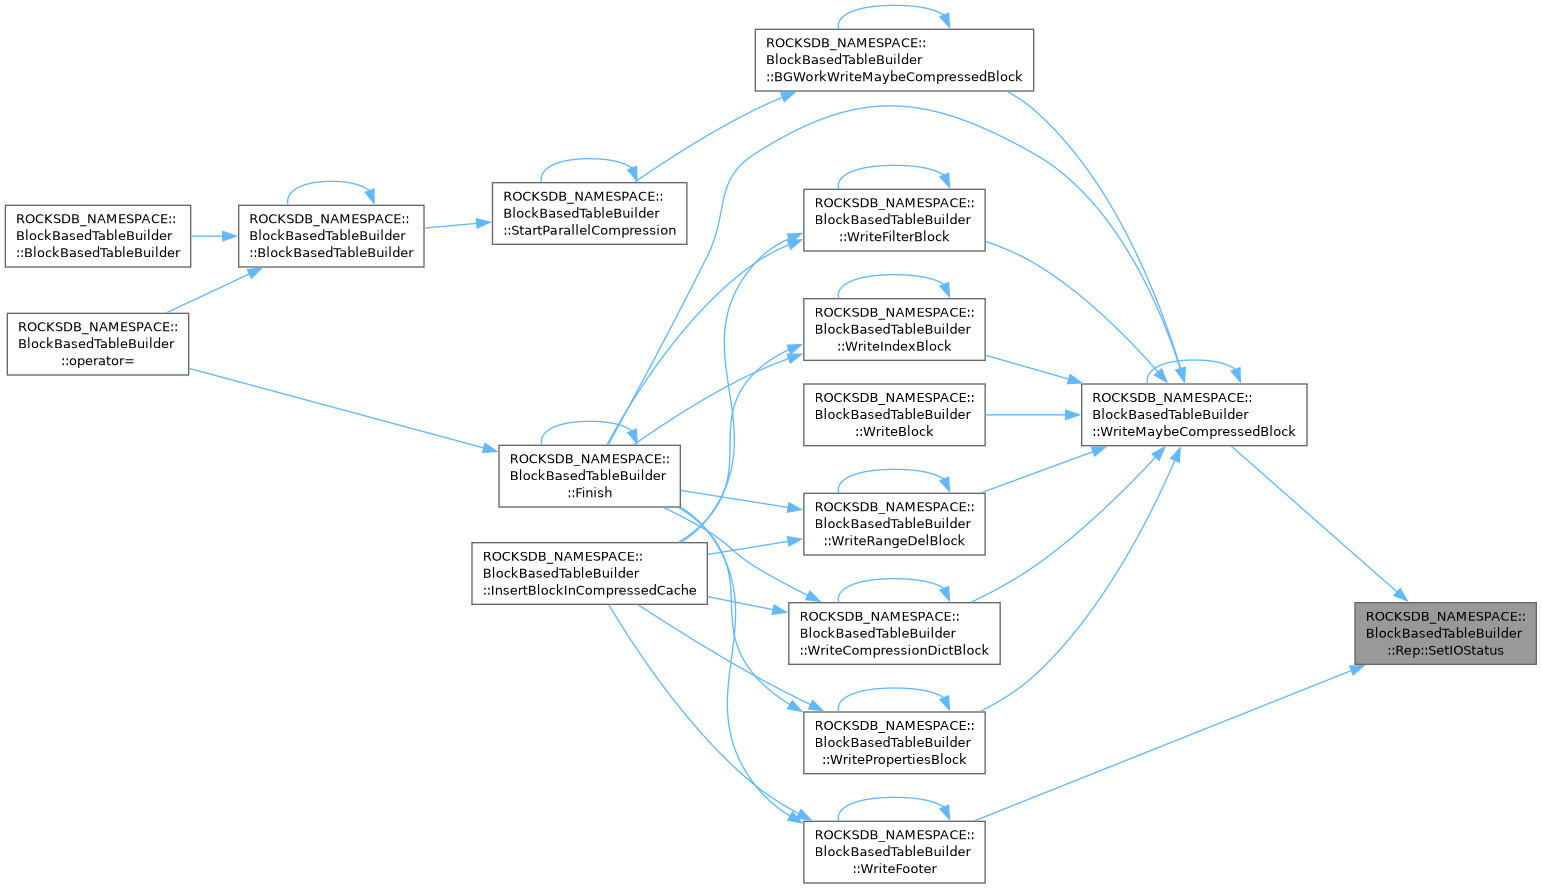 ROCKSDB_NAMESPACE::
BlockBasedTableBuilder
::BGWorkWriteMaybeCompressedBlock
ROCKSDB_NAMESPACE::
BlockBasedTableBuilder
::StartParallelCompression
ROCKSDB_NAMESPACE::
BlockBasedTableBuilder
::WriteFilterBlock
ROCKSDB_NAMESPACE::
BlockBasedTableBuilder
::BlockBasedTableBuilder
ROCKSDB_NAMESPACE::
BlockBasedTableBuilder
::BlockBasedTableBuilder
ROCKSDB_NAMESPACE::
BlockBasedTableBuilder
::WriteIndexBlock
ROCKSDB_NAMESPACE::
BlockBasedTableBuilder
::operator=
ROCKSDB_NAMESPACE::
BlockBasedTableBuilder
::WriteBlock
ROCKSDB_NAMESPACE::
BlockBasedTableBuilder
::WriteMaybeCompressedBlock
ROCKSDB_NAMESPACE::
BlockBasedTableBuilder
::Finish
ROCKSDB_NAMESPACE::
BlockBasedTableBuilder
::WriteRangeDelBlock
ROCKSDB_NAMESPACE::
BlockBasedTableBuilder
::InsertBlockInCompressedCache
ROCKSDB_NAMESPACE::
BlockBasedTableBuilder
::WriteCompressionDictBlock
ROCKSDB_NAMESPACE::
BlockBasedTableBuilder
::Rep::SetIOStatus
ROCKSDB_NAMESPACE::
BlockBasedTableBuilder
::WritePropertiesBlock
ROCKSDB_NAMESPACE::
BlockBasedTableBuilder
::WriteFooter